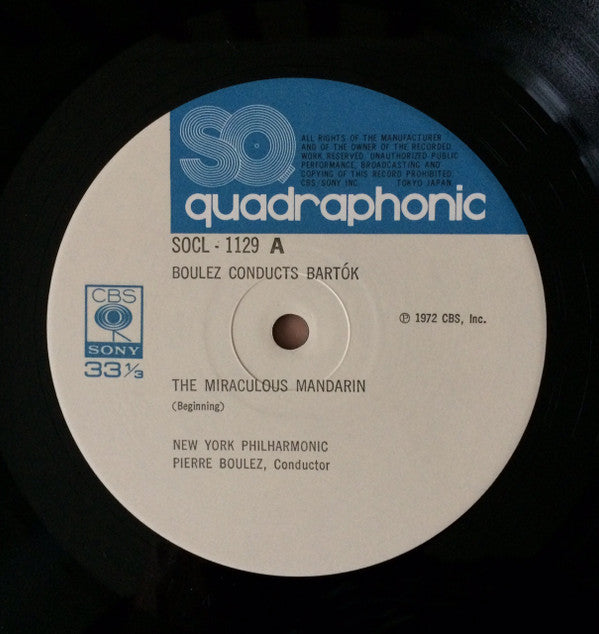 SQ
ALL RIGHTS OF THE MANUFACTURER
AND OF THE OWNER OF THE RECORDED
WORK RESERVED. UNAUTHORIZED PUBLIC
PERFORMANCE, BROADCASTING AND
COPYING OF THIS RECORD PROHIBITED.
CBS/SONY INC. TOKYO JAPAN
quadraphonic
SOCL - 1129 A
BOULEZ CONDUCTS BARTÓK
CBS
SONY
33 1/3
℗ 1972 CBS, Inc.
THE MIRACULOUS MANDARIN
(Beginning)
NEW YORK PHILHARMONIC
PIERRE BOULEZ, Conductor